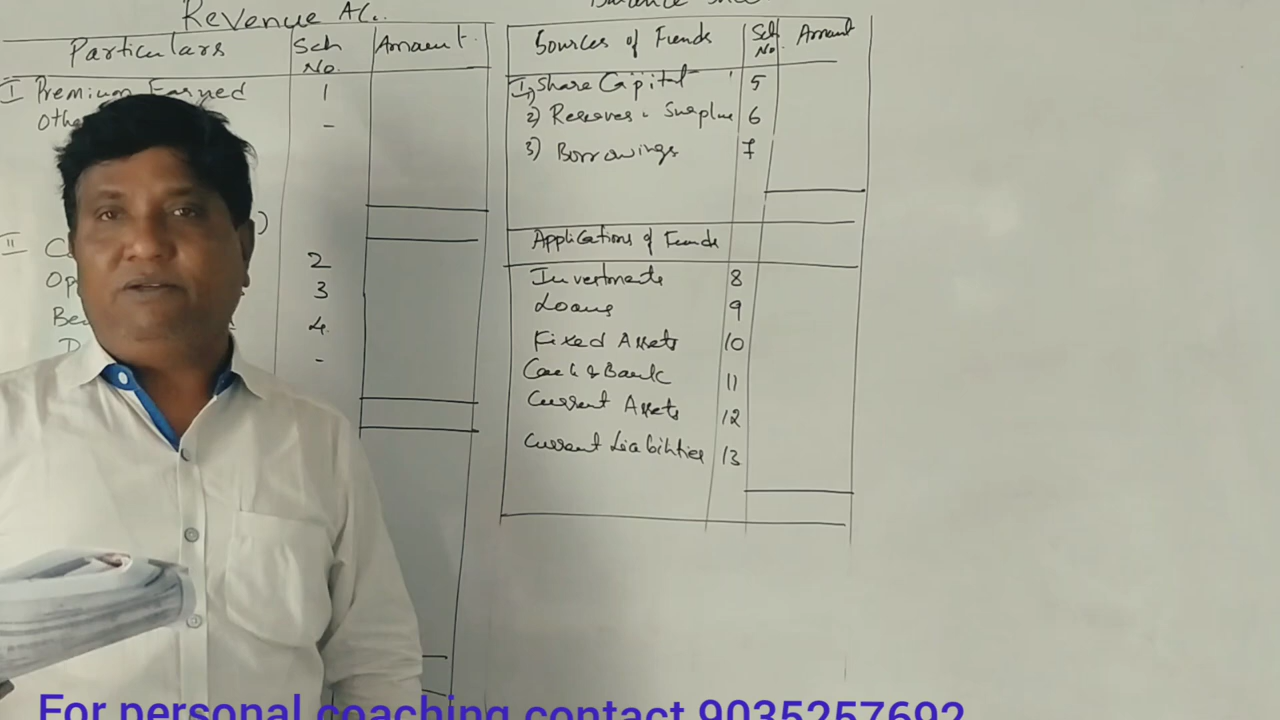 Revenue A/c.
Particulars Sch No. Amount.
I Premium Earned 1
-
II
2
3
4.
-
Sources of Funds Sch No. Amount
1) Share Capital 5
2) Reserves & Surplus 6
3) Borrowings 7
Applications of Funds
Investments 8
Loans 9
Fixed Assets 10
Cash & Bank 11
Current Assets 12
Current Liabilities 13
For personal coaching contact 9035257692